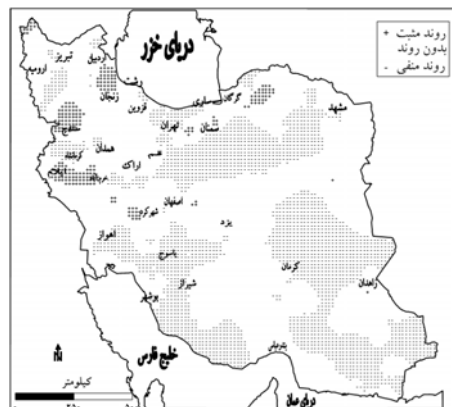 روند مثبت +
بدون روند
روند منفی -
دریای خزر
تبریز
اردبیل
ارومیه
رشت
زنجان
قزوین
ساری
گرگان
مشهد
تهران
سمنان
سنندج
همدان
قم
کرمانشاه
اراک
ایلام
خرم‌آباد
اصفهان
شهرکرد
یزد
اهواز
یاسوج
کرمان
زاهدان
شیراز
بوشهر
بندرعباس
خلیج فارس
دریای عمان
N
کیلومتر